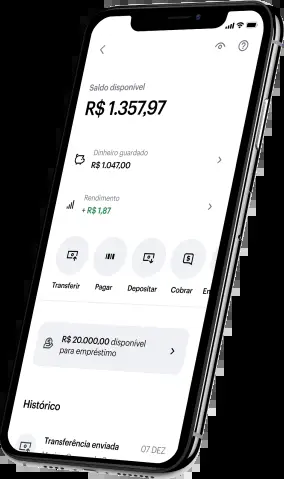 Saldo disponível
R$ 1.357,97
Dinheiro guardado
R$ 1.047,00
Rendimento
+ R$ 1,87
Transferir Pagar Depositar Cobrar
R$ 20.000,00 disponível
para empréstimo
Histórico
Transferência enviada 07 DEZ